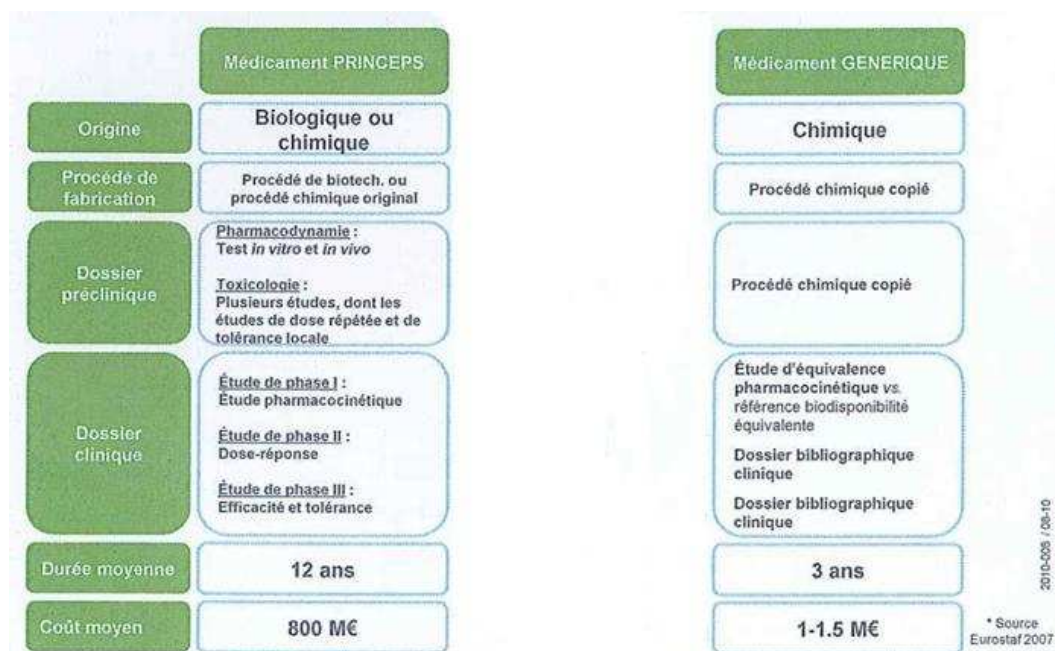 Médicament PRINCEPS
Médicament GENERIQUE
Origine
Biologique ou
chimique
Chimique
Procédé de
fabrication
Procédé de biotech. ou
procédé chimique original
Procédé chimique copié
Dossier
préclinique
Pharmacodynamie :
Test in vitro et in vivo
Toxicologie :
Plusieurs études, dont les
études de dose répétée et de
tolérance locale
Procédé chimique copié
Dossier
clinique
Étude de phase I :
Étude pharmacocinétique
Étude de phase II :
Dose-réponse
Étude de phase III :
Efficacité et tolérance
Étude d'équivalence
pharmacocinétique vs.
référence biodisponibilité
équivalente
Dossier bibliographique
clinique
Dossier bibliographique
clinique
Durée moyenne
12 ans
3 ans
Coût moyen
800 M€
1-1.5 M€
* Source
Eurostaf 2007
2010-005 / 08-10